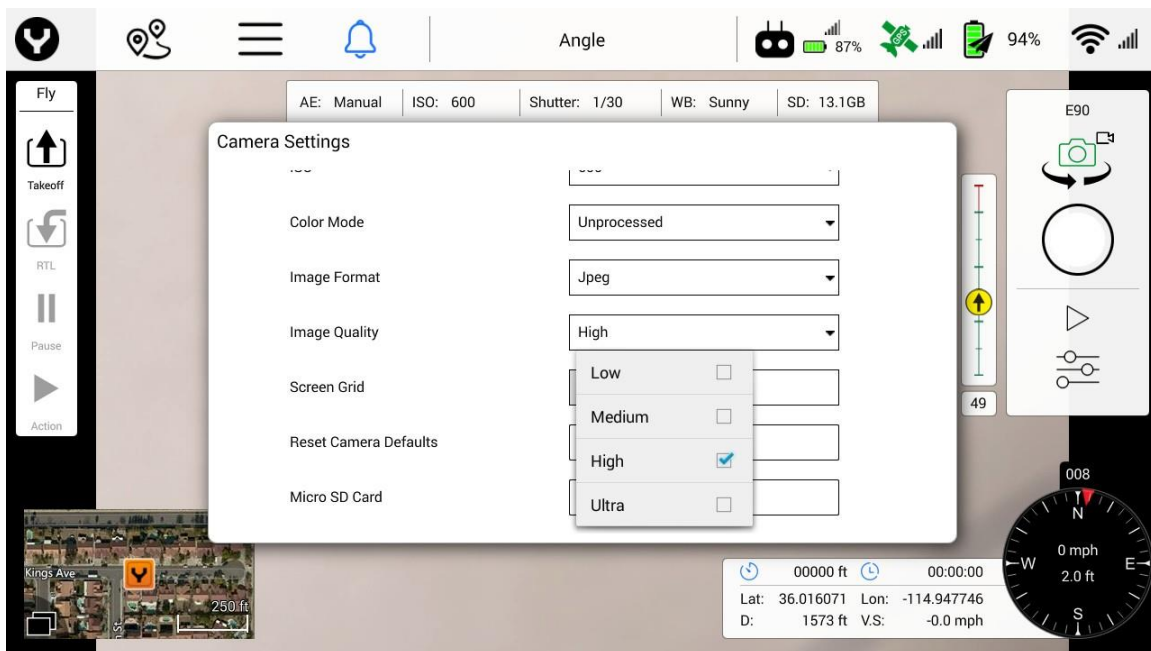 Angle
87%
GPS
94%
Fly
AE: Manual ISO: 600 Shutter: 1/30 WB: Sunny SD: 13.1GB
E90
Camera Settings
Takeoff
Color Mode Unprocessed
RTL
Image Format Jpeg
Image Quality High
Pause
Low
Screen Grid
49
Medium
Action
Reset Camera Defaults
High
008
Micro SD Card
Ultra
N
0 mph
W E
2.0 ft
S
Kings Ave
250 ft
St
00000 ft 00:00:00
Lat: 36.016071 Lon: -114.947746
D: 1573 ft V.S: -0.0 mph